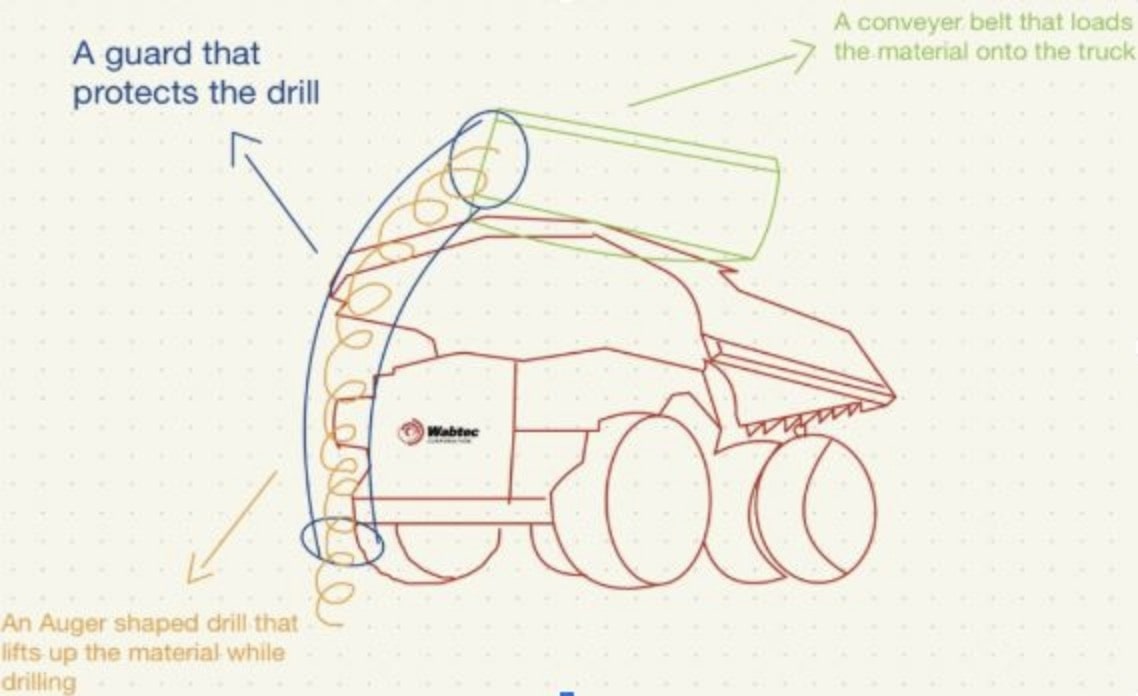 A conveyer belt that loads
the material onto the truck
A guard that
protects the drill
Wabtec
CORPORATION
An Auger shaped drill that
lifts up the material while
drilling